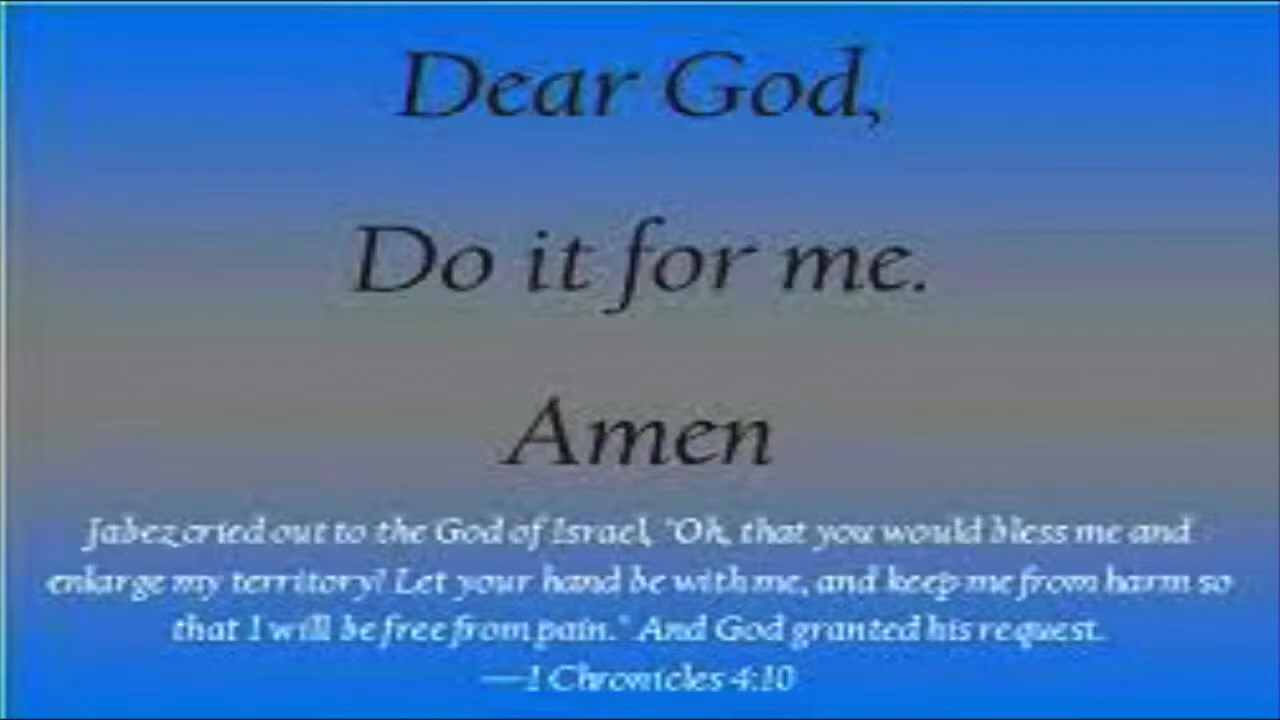 Dear God,
Do it for me.
Amen
Jabez cried out to the God of Israel, "Oh, that you would bless me and
enlarge my territory! Let your hand be with me, and keep me from harm so
that I will be free from pain." And God granted his request.
—1 Chronicles 4:10